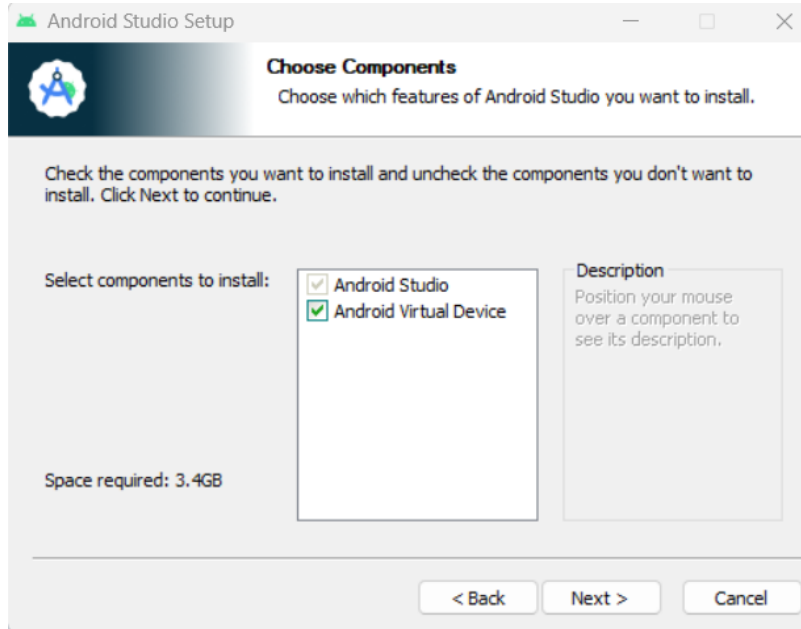 Android Studio Setup
Choose Components
Choose which features of Android Studio you want to install.
Check the components you want to install and uncheck the components you don't want to
install. Click Next to continue.
Select components to install:
Android Studio
Android Virtual Device
Description
Position your mouse
over a component to
see its description.
Space required: 3.4GB
< Back
Next >
Cancel